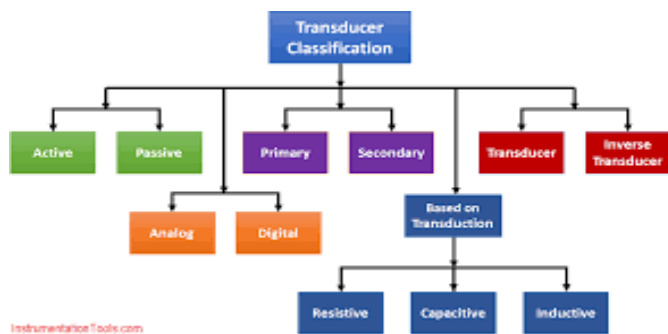 Transducer
Classification
Active
Passive
Primary
Secondary
Transducer
Inverse
Transducer
Analog
Digital
Based on
Transduction
Resistive
Capacitive
Inductive
InstrumentationTools.com